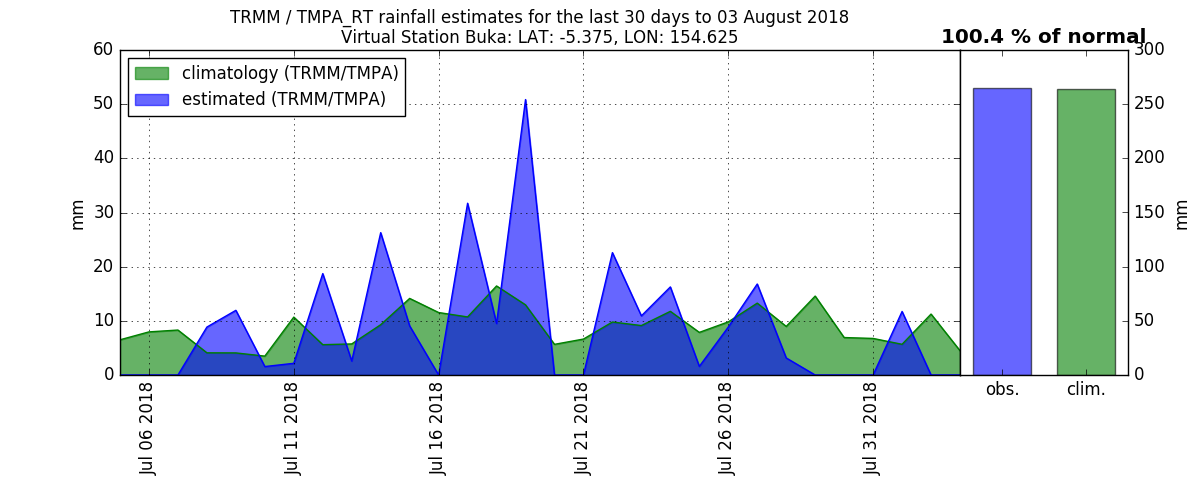 TRMM / TMPA_RT rainfall estimates for the last 30 days to 03 August 2018
Virtual Station Buka: LAT: -5.375, LON: 154.625
100.4 % of normal
climatology (TRMM/TMPA)
estimated (TRMM/TMPA)
60
50
40
30
20
10
0
mm
Jul 06 2018
Jul 11 2018
Jul 16 2018
Jul 21 2018
Jul 26 2018
Jul 31 2018
300
250
200
150
100
50
0
mm
obs.
clim.